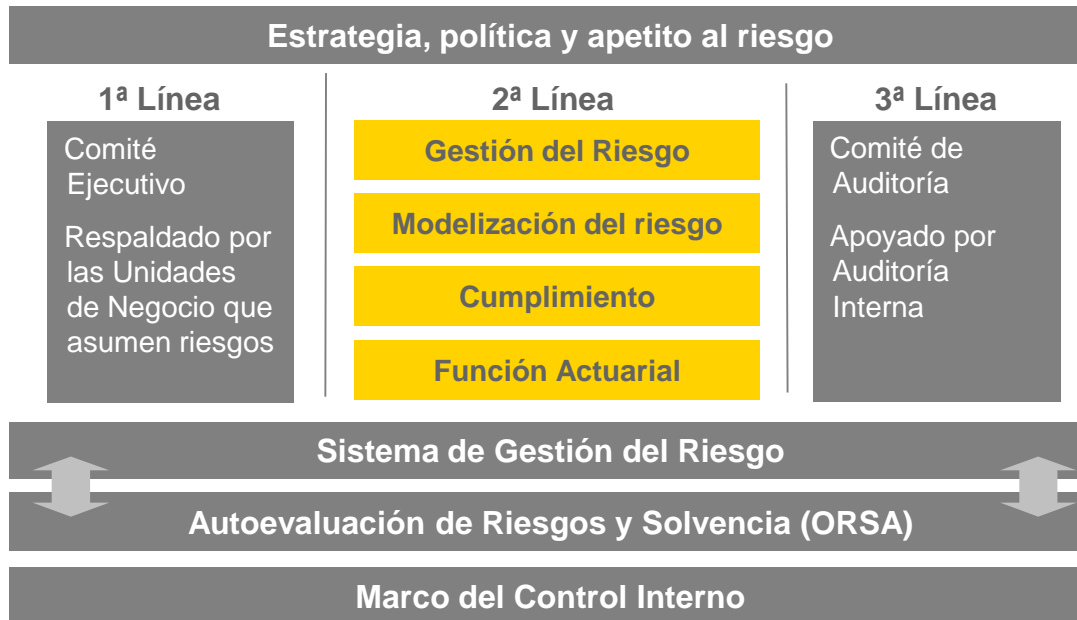 Estrategia, política y apetito al riesgo
1ª Línea
Comité
Ejecutivo
Respaldado por
las Unidades
de Negocio que
asumen riesgos
2ª Línea
Gestión del Riesgo
Modelización del riesgo
Cumplimiento
Función Actuarial
3ª Línea
Comité de
Auditoría
Apoyado por
Auditoría
Interna
Sistema de Gestión del Riesgo
Autoevaluación de Riesgos y Solvencia (ORSA)
Marco del Control Interno